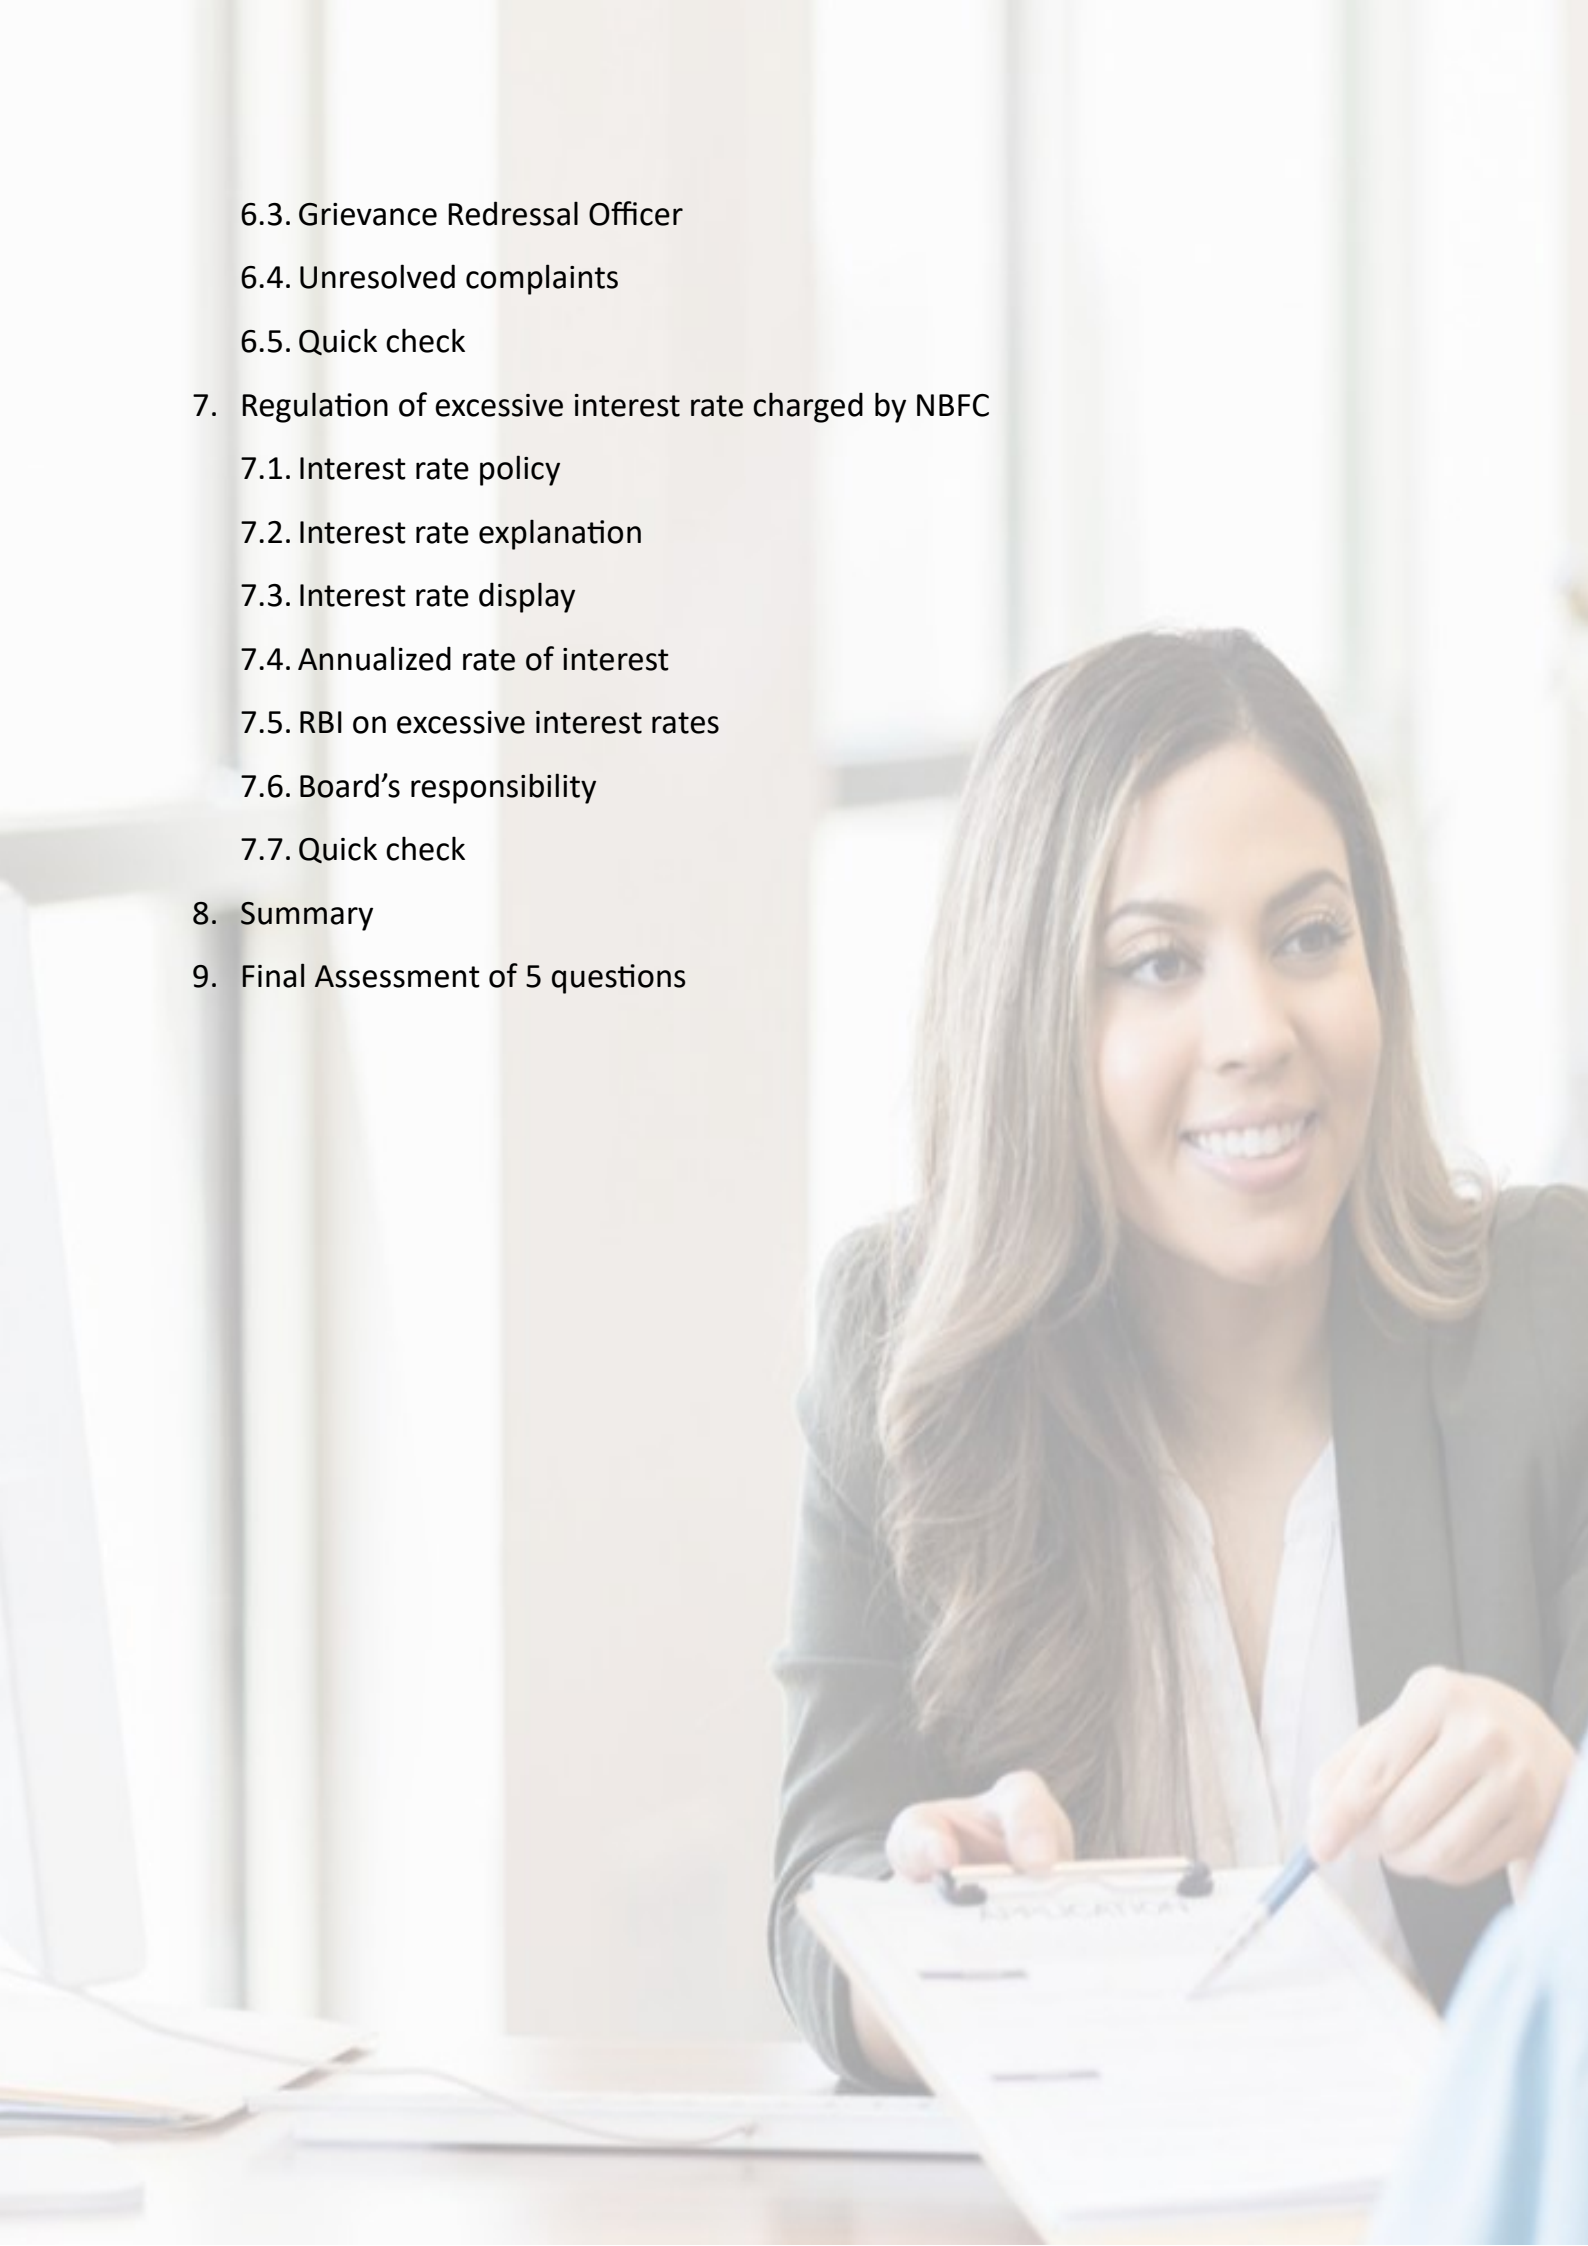 6.3. Grievance Redressal Officer
6.4. Unresolved complaints
6.5. Quick check
7. Regulation of excessive interest rate charged by NBFC
7.1. Interest rate policy
7.2. Interest rate explanation
7.3. Interest rate display
7.4. Annualized rate of interest
7.5. RBI on excessive interest rates
7.6. Board’s responsibility
7.7. Quick check
8. Summary
9. Final Assessment of 5 questions
APPLICATION